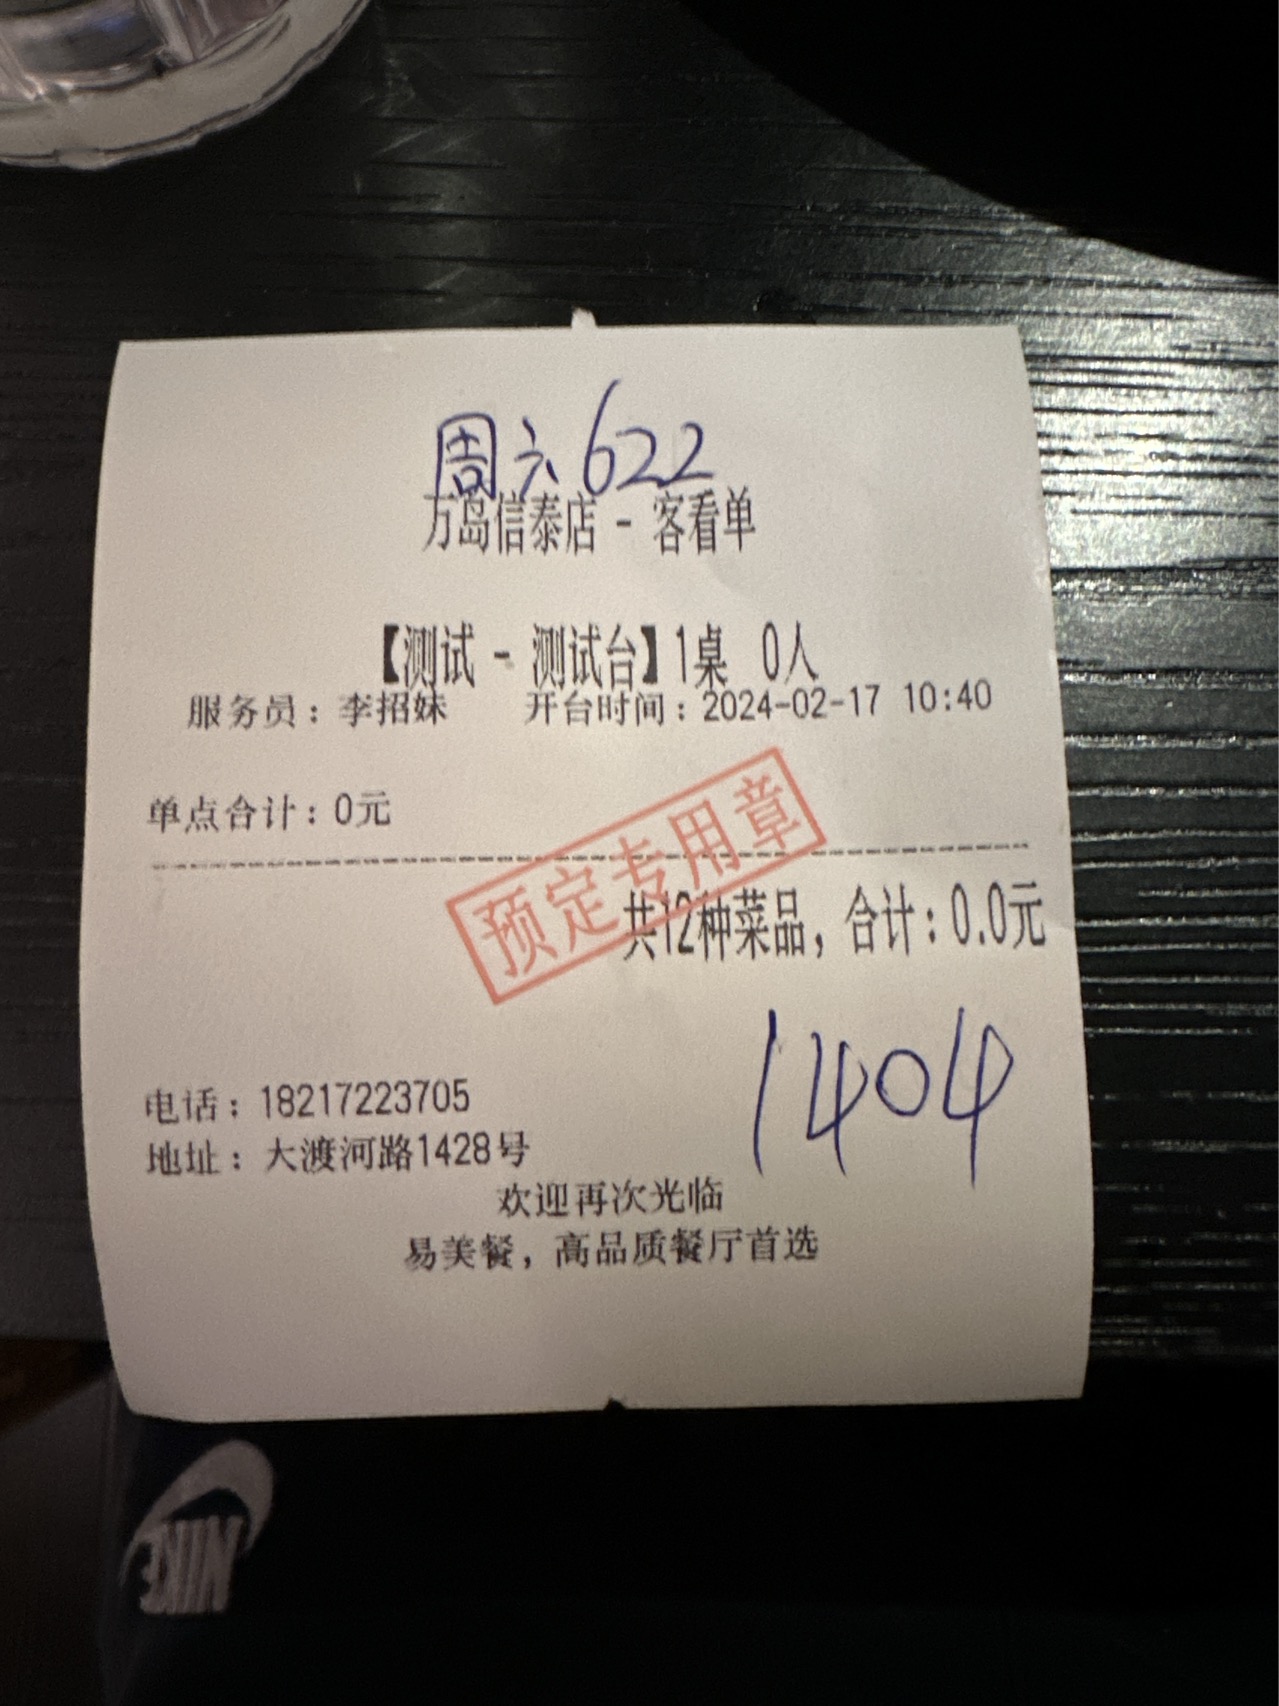 周六622
万岛信泰店 - 客看单
【测试 - 测试台】1桌 0人
服务员：李招妹 开台时间：2024-02-17 10:40
单点合计：0元
预定专用章
共12种菜品，合计：0.0元
1404
电话：18217223705
地址：大渡河路1428号
欢迎再次光临
易美餐，高品质餐厅首选
NIKE